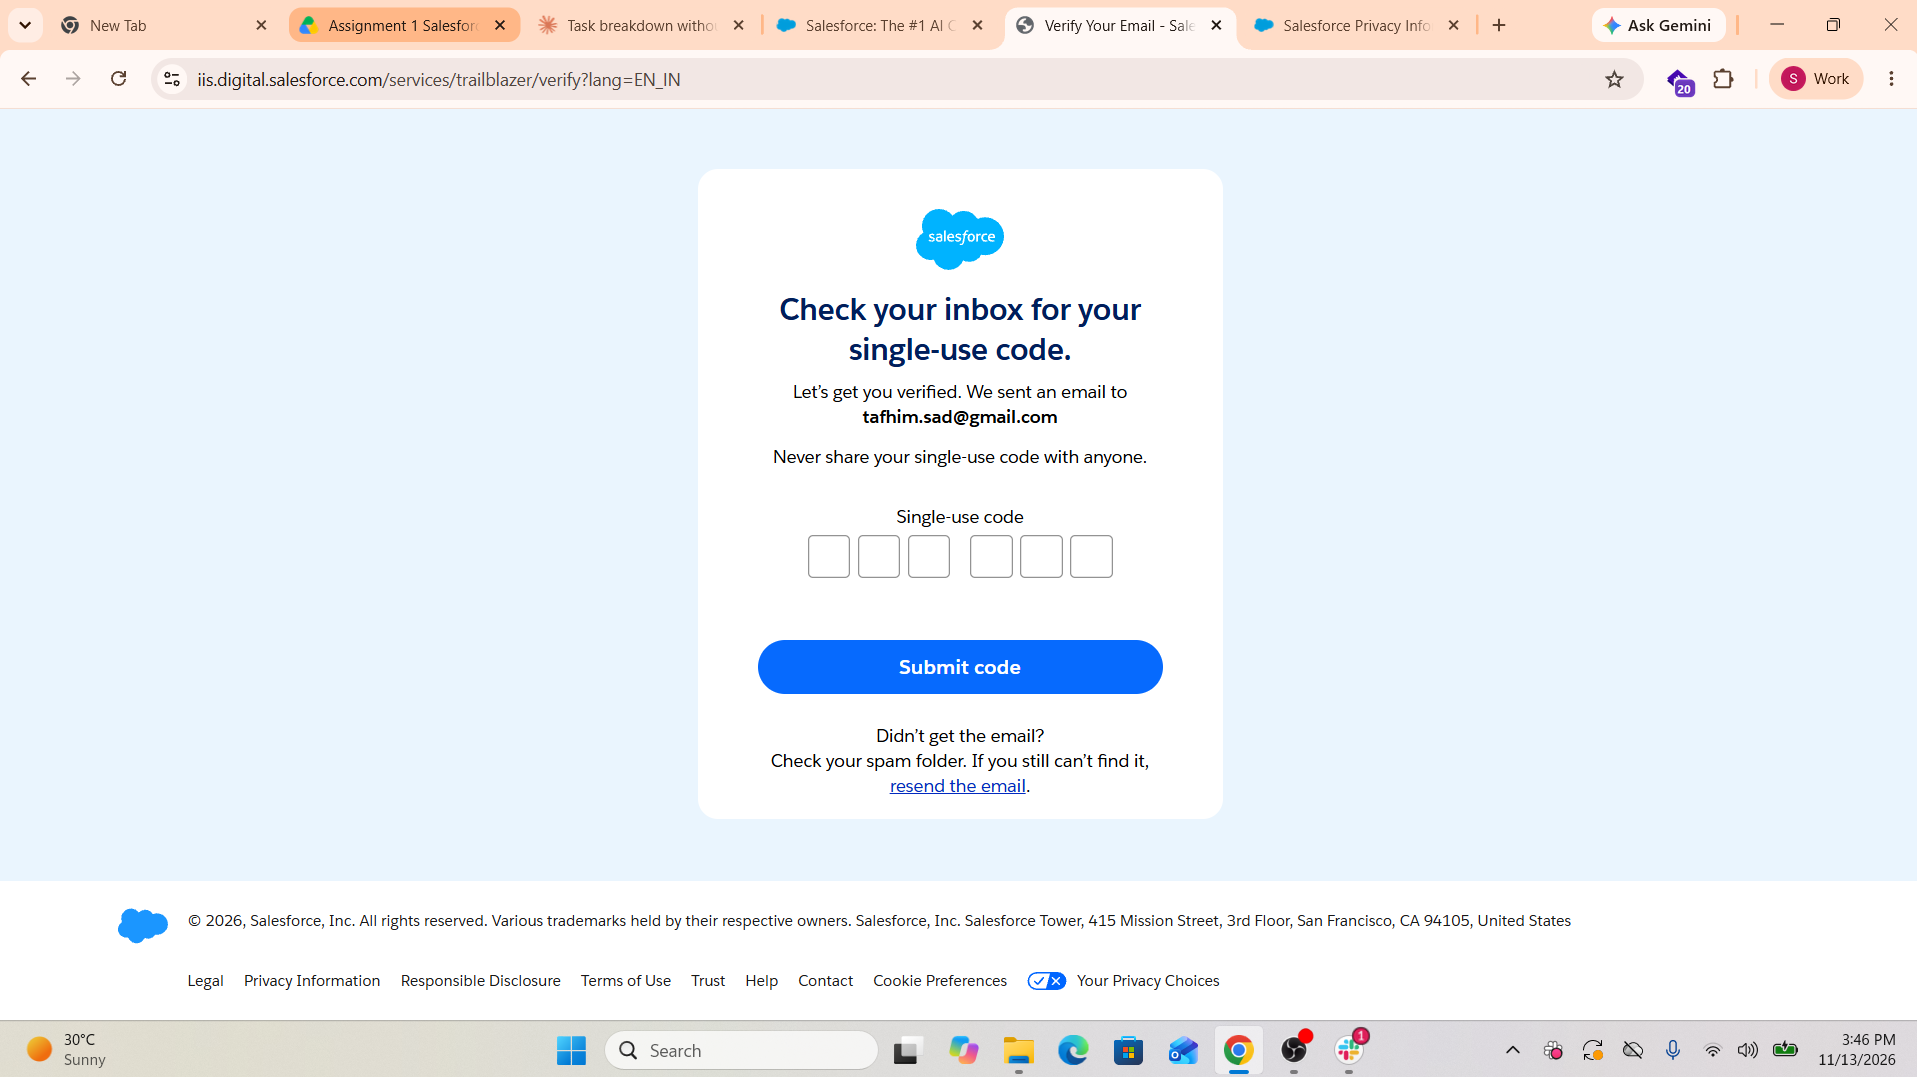 New Tab
Assignment 1 Salesforc
Task breakdown withou
Salesforce: The #1 AI C
Verify Your Email - Sale
Salesforce Privacy Info
Ask Gemini
iis.digital.salesforce.com/services/trailblazer/verify?lang=EN_IN
20
S
Work
salesforce
Check your inbox for your
single-use code.
Let's get you verified. We sent an email to
tafhim.sad@gmail.com
Never share your single-use code with anyone.
Single-use code
Submit code
Didn't get the email?
Check your spam folder. If you still can't find it,
resend the email.
© 2026, Salesforce, Inc. All rights reserved. Various trademarks held by their respective owners. Salesforce, Inc. Salesforce Tower, 415 Mission Street, 3rd Floor, San Francisco, CA 94105, United States
Legal
Privacy Information
Responsible Disclosure
Terms of Use
Trust
Help
Contact
Cookie Preferences
Your Privacy Choices
30°C
Sunny
Search
1
3:46 PM
11/13/2026